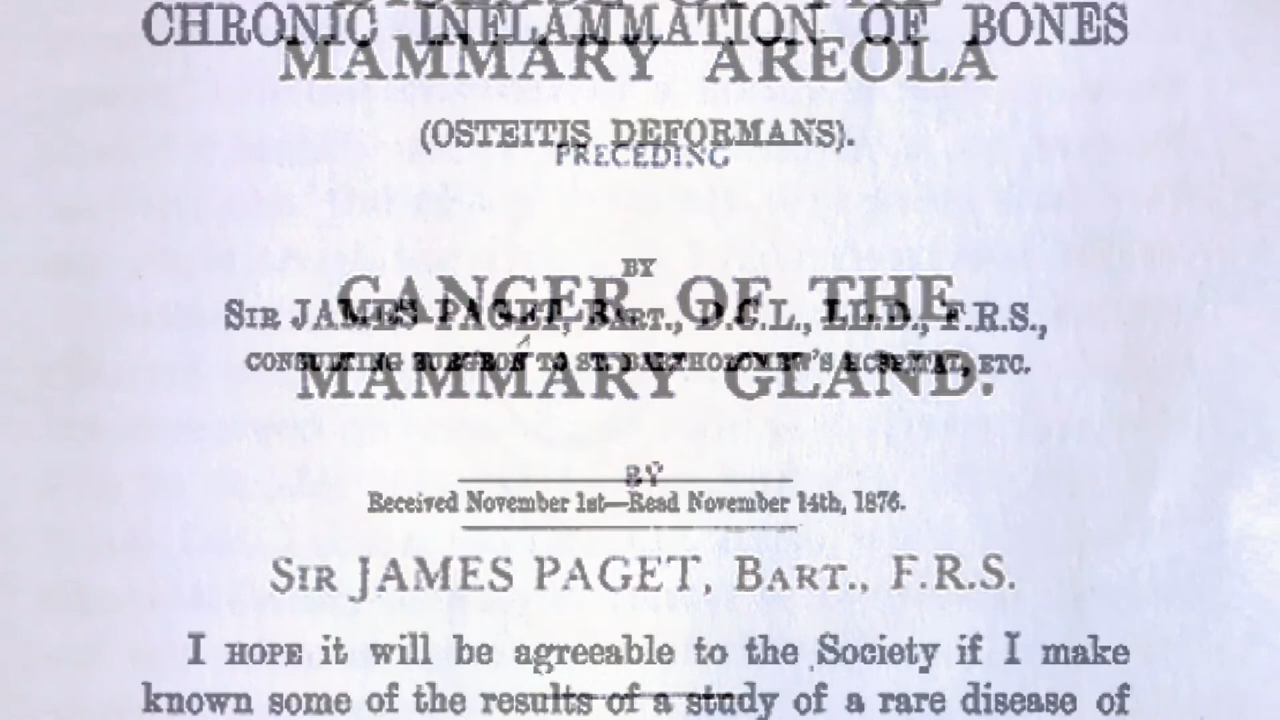 CHRONIC INFLAMMATION OF BONES
MAMMARY AREOLA
(OSTEITIS DEFORMANS).
PRECEDING
BY
CANCER OF THE
SIR JAMES PAGET, BART., D.C.L., LL.D., F.R.S.,
CONSULTING SURGEON TO ST. BARTHOLOMEW'S HOSPITAL, ETC.
MAMMARY GLAND.
BY
Received November 1st—Read November 14th, 1876.
SIR JAMES PAGET, BART., F.R.S.
I HOPE it will be agreeable to the Society if I make
known some of the results of a study of a rare disease of